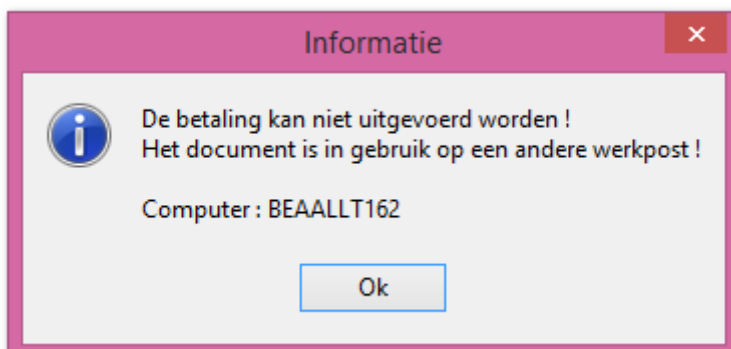 Informatie
De betaling kan niet uitgevoerd worden !
Het document is in gebruik op een andere werkpost !
Computer : BEAALLT162
Ok